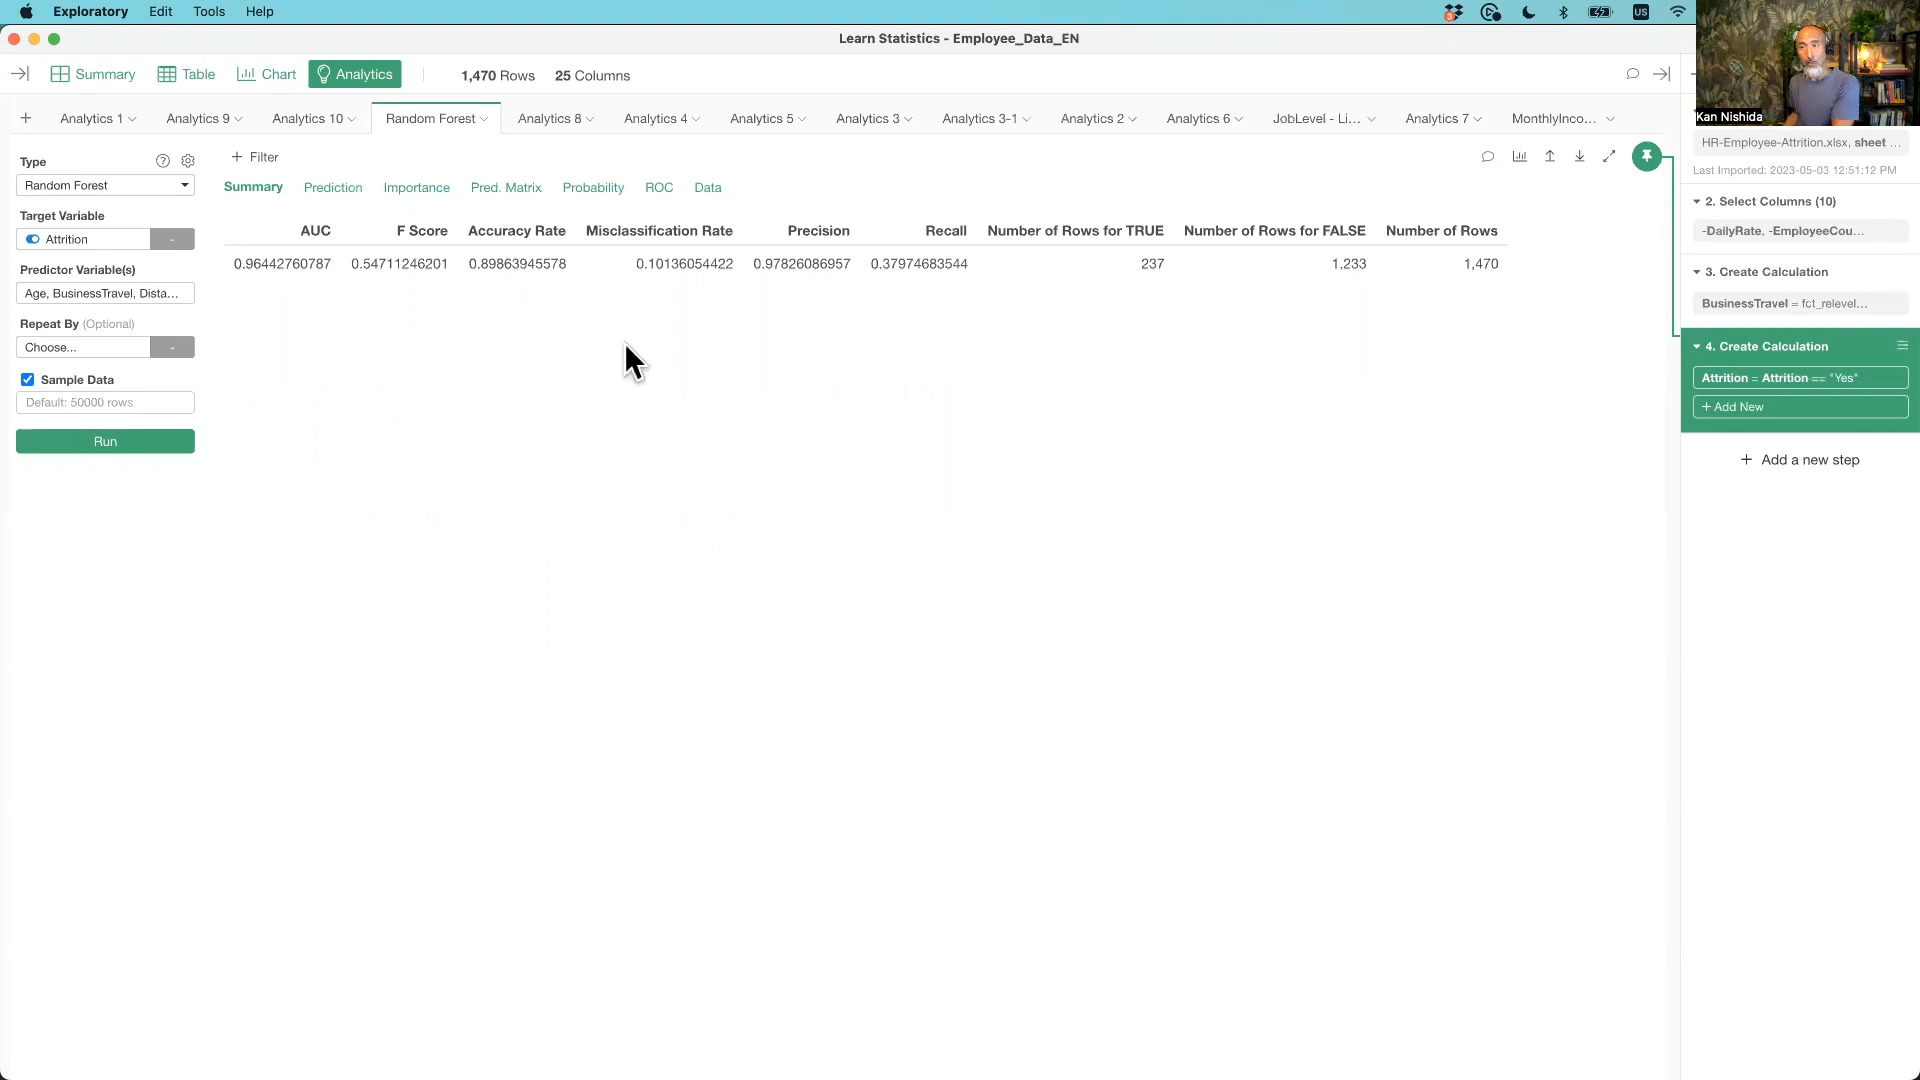 Exploratory Edit Tools Help
3 US
Learn Statistics - Employee_Data_EN
Summary Table Chart Analytics 1,470 Rows 25 Columns
Kan Nishida
+ Analytics 1 Analytics 9 Analytics 10 Random Forest Analytics 8 Analytics 4 Analytics 5 Analytics 3 Analytics 3-1 Analytics 2 Analytics 6 JobLevel - Li... Analytics 7 MonthlyInco...
HR-Employee-Attrition.xlsx, sheet ...
Last Imported: 2023-05-03 12:51:12 PM
Type ?
+ Filter
Random Forest
Summary Prediction Importance Pred. Matrix Probability ROC Data
2. Select Columns (10)
-DailyRate, -EmployeeCou...
Target Variable
Attrition -
AUC F Score Accuracy Rate Misclassification Rate Precision Recall Number of Rows for TRUE Number of Rows for FALSE Number of Rows
0.96442760787 0.54711246201 0.89863945578 0.10136054422 0.97826086957 0.37974683544 237 1,233 1,470
Predictor Variable(s)
Age, BusinessTravel, Dista...
3. Create Calculation
BusinessTravel = fct_relevel...
Repeat By (Optional)
Choose... -
4. Create Calculation
Attrition = Attrition == "Yes"
+ Add New
Sample Data
Default: 50000 rows
Run
+ Add a new step